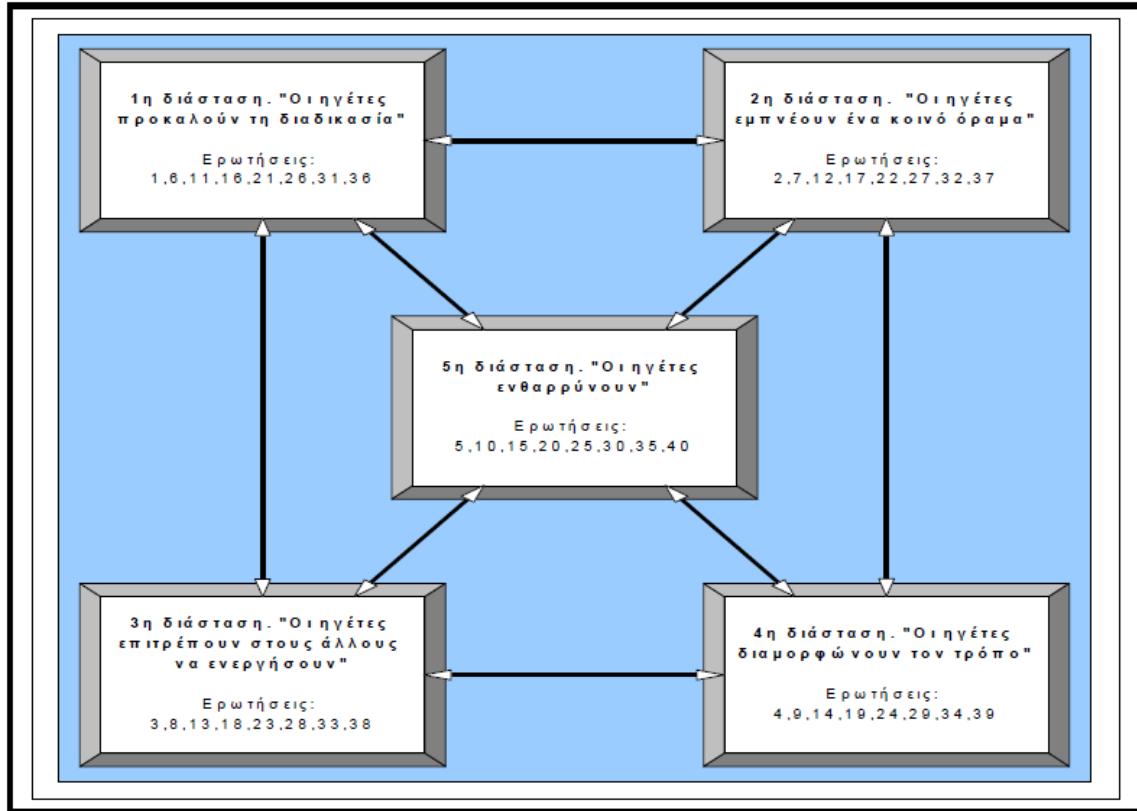 1η διάσταση. "Οι ηγέτες
προκαλούν τη διαδικασία"
Ερωτήσεις:
1,6,11,16,21,26,31,36
2η διάσταση. "Οι ηγέτες
εμπνέουν ένα κοινό όραμα"
Ερωτήσεις:
2,7,12,17,22,27,32,37
5η διάσταση. "Οι ηγέτες
ενθαρρύνουν"
Ερωτήσεις:
5,10,15,20,25,30,35,40
3η διάσταση. "Οι ηγέτες
επιτρέπουν στους άλλους
να ενεργήσουν"
Ερωτήσεις:
3,8,13,18,23,28,33,38
4η διάσταση. "Οι ηγέτες
διαμορφώνουν τον τρόπο"
Ερωτήσεις:
4,9,14,19,24,29,34,39